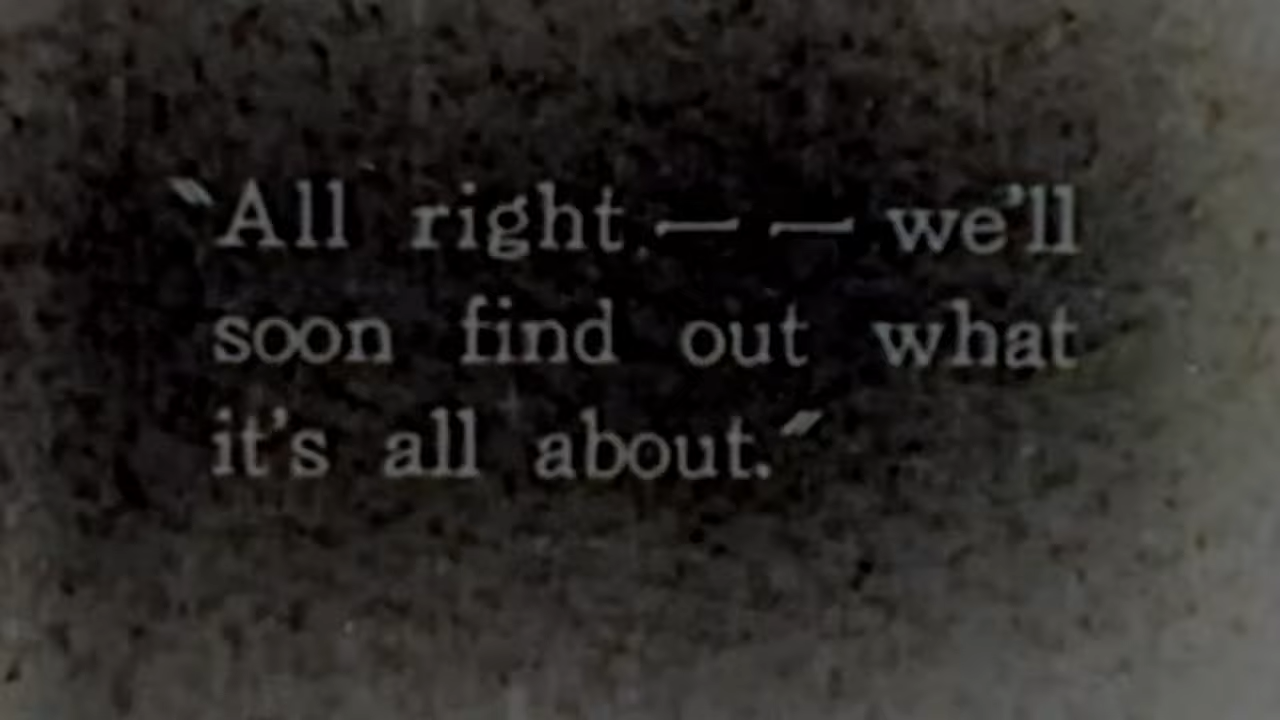 "All right — — we'll
soon find out what
it's all about."